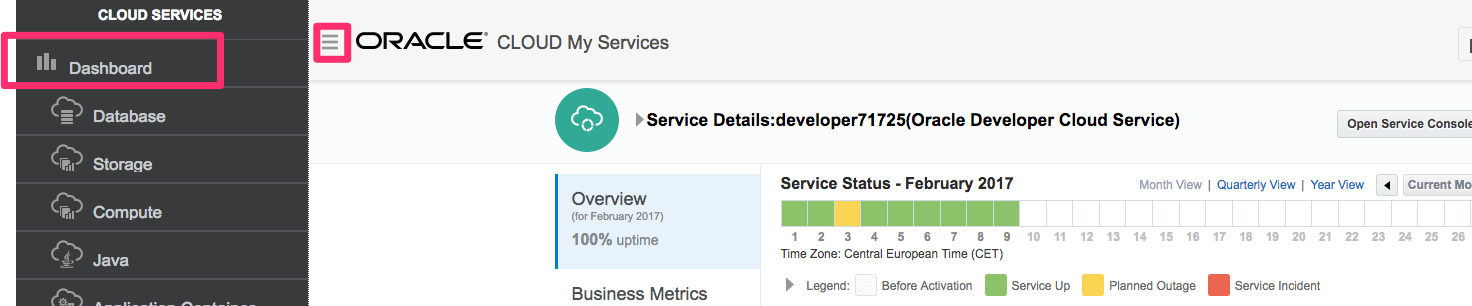 CLOUD SERVICES
Dashboard
Database
Storage
Compute
Java
Application Container
ORACLE® CLOUD My Services
Service Details:developer71725(Oracle Developer Cloud Service)
Open Service Console
Overview
(for February 2017)
100% uptime
Business Metrics
Service Status - February 2017
Month View | Quarterly View | Year View
Current Mo
1 2 3 4 5 6 7 8 9 10 11 12 13 14 15 16 17 18 19 20 21 22 23 24 25 26
Time Zone: Central European Time (CET)
Legend: Before Activation Service Up Planned Outage Service Incident